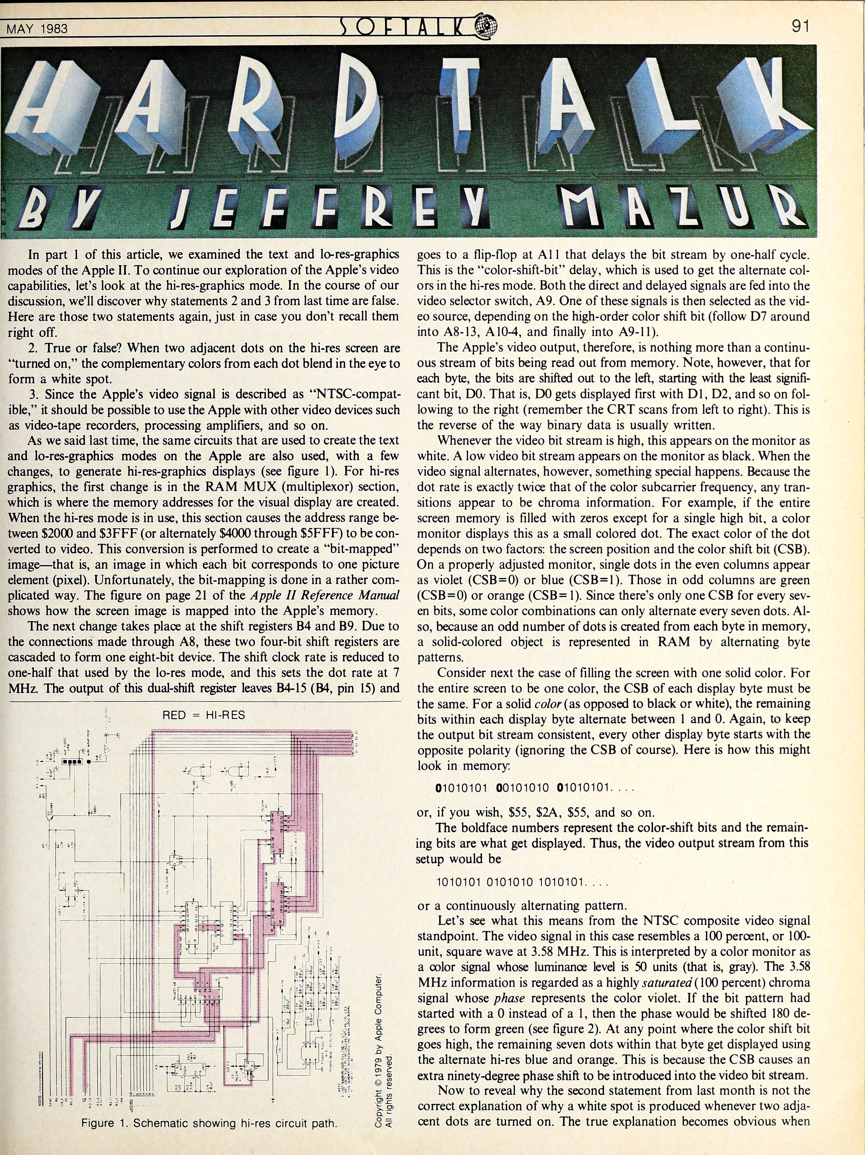 MAY 1983
SOFTALK
91
HARDTALK
BY JEFFREY MAZUR
In part 1 of this article, we examined the text and lo-res-graphics
modes of the Apple II. To continue our exploration of the Apple's video
capabilities, let's look at the hi-res-graphics mode. In the course of our
discussion, we'll discover why statements 2 and 3 from last time are false.
Here are those two statements again, just in case you don't recall them
right off.
2. True or false? When two adjacent dots on the hi-res screen are
"turned on," the complementary colors from each dot blend in the eye to
form a white spot.
3. Since the Apple's video signal is described as "NTSC-compat-
ible," it should be possible to use the Apple with other video devices such
as video-tape recorders, processing amplifiers, and so on.
As we said last time, the same circuits that are used to create the text
and lo-res-graphics modes on the Apple are also used, with a few
changes, to generate hi-res-graphics displays (see figure 1). For hi-res
graphics, the first change is in the RAM MUX (multiplexor) section,
which is where the memory addresses for the visual display are created.
When the hi-res mode is in use, this section causes the address range be-
tween $2000 and $3FFF (or alternately $4000 through $5FFF) to be con-
verted to video. This conversion is performed to create a "bit-mapped"
image—that is, an image in which each bit corresponds to one picture
element (pixel). Unfortunately, the bit-mapping is done in a rather com-
plicated way. The figure on page 21 of the Apple II Reference Manual
shows how the screen image is mapped into the Apple's memory.
The next change takes place at the shift registers B4 and B9. Due to
the connections made through A8, these two four-bit shift registers are
cascaded to form one eight-bit device. The shift clock rate is reduced to
one-half that used by the lo-res mode, and this sets the dot rate at 7
MHz. The output of this dual-shift register leaves B4-15 (B4, pin 15) and
RED = HI-RES
Copyright © 1979 by Apple Computer.
All rights reserved.
Figure 1. Schematic showing hi-res circuit path.
goes to a flip-flop at A11 that delays the bit stream by one-half cycle.
This is the "color-shift-bit" delay, which is used to get the alternate col-
ors in the hi-res mode. Both the direct and delayed signals are fed into the
video selector switch, A9. One of these signals is then selected as the vid-
eo source, depending on the high-order color shift bit (follow D7 around
into A8-13, A10-4, and finally into A9-11).
The Apple's video output, therefore, is nothing more than a continu-
ous stream of bits being read out from memory. Note, however, that for
each byte, the bits are shifted out to the left, starting with the least signifi-
cant bit, D0. That is, D0 gets displayed first with D1, D2, and so on fol-
lowing to the right (remember the CRT scans from left to right). This is
the reverse of the way binary data is usually written.
Whenever the video bit stream is high, this appears on the monitor as
white. A low video bit stream appears on the monitor as black. When the
video signal alternates, however, something special happens. Because the
dot rate is exactly twice that of the color subcarrier frequency, any tran-
sitions appear to be chroma information. For example, if the entire
screen memory is filled with zeros except for a single high bit, a color
monitor displays this as a small colored dot. The exact color of the dot
depends on two factors: the screen position and the color shift bit (CSB).
On a properly adjusted monitor, single dots in the even columns appear
as violet (CSB=0) or blue (CSB=1). Those in odd columns are green
(CSB=0) or orange (CSB=1). Since there's only one CSB for every sev-
en bits, some color combinations can only alternate every seven dots. Al-
so, because an odd number of dots is created from each byte in memory,
a solid-colored object is represented in RAM by alternating byte
patterns.
Consider next the case of filling the screen with one solid color. For
the entire screen to be one color, the CSB of each display byte must be
the same. For a solid color (as opposed to black or white), the remaining
bits within each display byte alternate between 1 and 0. Again, to keep
the output bit stream consistent, every other display byte starts with the
opposite polarity (ignoring the CSB of course). Here is how this might
look in memory:
01010101 00101010 01010101. . . .
or, if you wish, $55, $2A, $55, and so on.
The boldface numbers represent the color-shift bits and the remain-
ing bits are what get displayed. Thus, the video output stream from this
setup would be
1010101 0101010 1010101. . . .
or a continuously alternating pattern.
Let's see what this means from the NTSC composite video signal
standpoint. The video signal in this case resembles a 100 percent, or 100-
unit, square wave at 3.58 MHz. This is interpreted by a color monitor as
a color signal whose luminance level is 50 units (that is, gray). The 3.58
MHz information is regarded as a highly saturated (100 percent) chroma
signal whose phase represents the color violet. If the bit pattern had
started with a 0 instead of a 1, then the phase would be shifted 180 de-
grees to form green (see figure 2). At any point where the color shift bit
goes high, the remaining seven dots within that byte get displayed using
the alternate hi-res blue and orange. This is because the CSB causes an
extra ninety-degree phase shift to be introduced into the video bit stream.
Now to reveal why the second statement from last month is not the
correct explanation of why a white spot is produced whenever two adja-
cent dots are turned on. The true explanation becomes obvious when